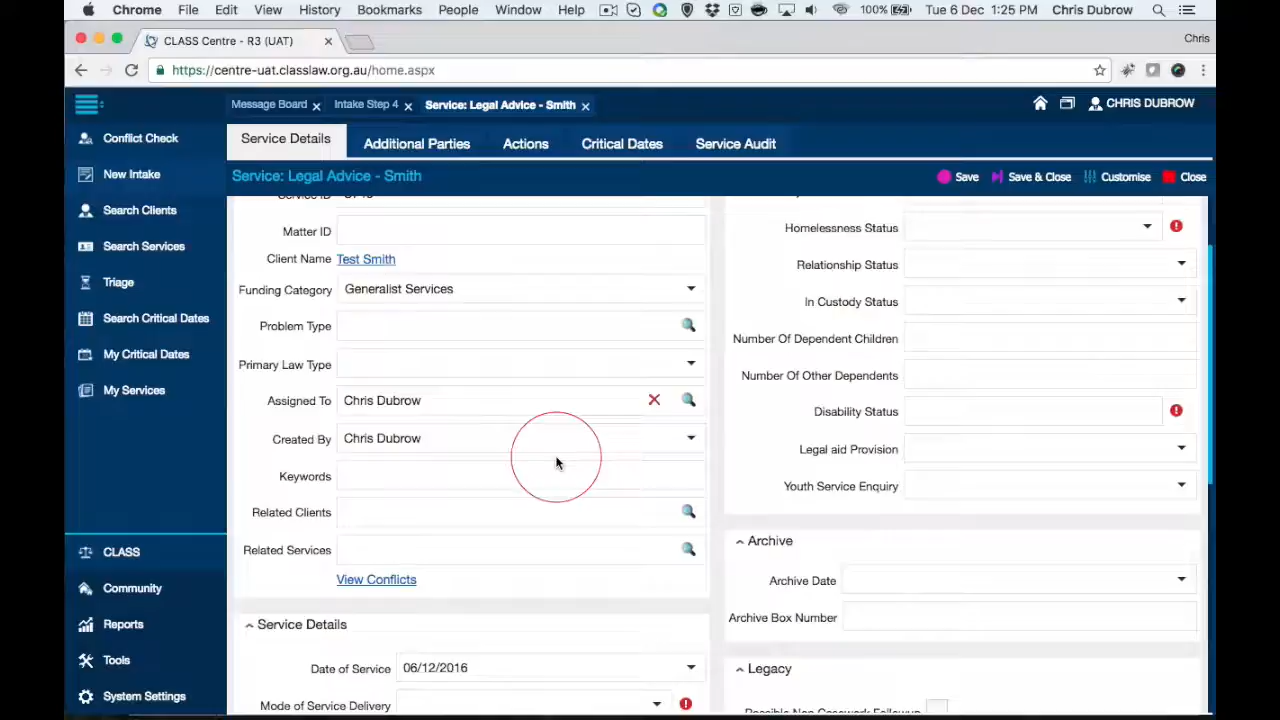 Chrome File Edit View History Bookmarks People Window Help 100% Tue 6 Dec 1:25 PM Chris Dubrow
CLASS Centre - R3 (UAT) Chris
https://centre-uat.classlaw.org.au/home.aspx
Message Board Intake Step 4 Service: Legal Advice - Smith CHRIS DUBROW
Conflict Check
New Intake
Search Clients
Search Services
Triage
Search Critical Dates
My Critical Dates
My Services
CLASS
Community
Reports
Tools
System Settings
Service Details Additional Parties Actions Critical Dates Service Audit
Service: Legal Advice - Smith Save Save & Close Customise Close
Service ID
Matter ID
Client Name Test Smith
Funding Category Generalist Services
Problem Type
Primary Law Type
Assigned To Chris Dubrow
Created By Chris Dubrow
Keywords
Related Clients
Related Services
View Conflicts
Service Details
Date of Service 06/12/2016
Mode of Service Delivery
Homelessness Status
Relationship Status
In Custody Status
Number Of Dependent Children
Number Of Other Dependents
Disability Status
Legal aid Provision
Youth Service Enquiry
Archive
Archive Date
Archive Box Number
Legacy
Possible Non Casework Followup